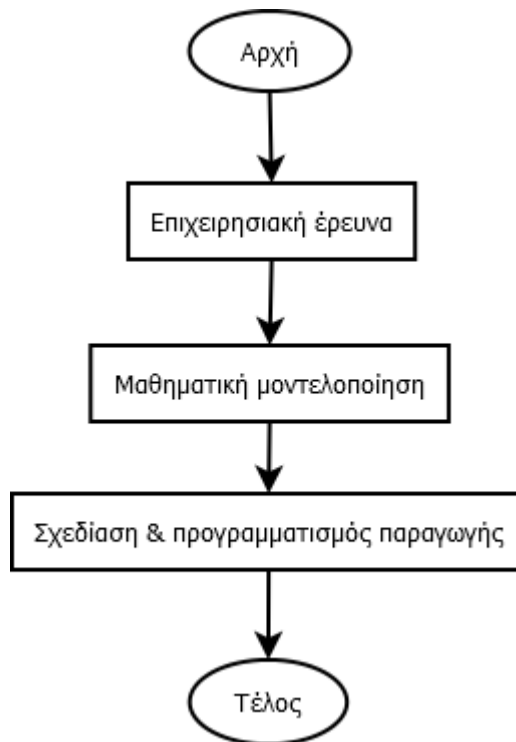 Αρχή
Επιχειρησιακή έρευνα
Μαθηματική μοντελοποίηση
Σχεδίαση & προγραμματισμός παραγωγής
Τέλος